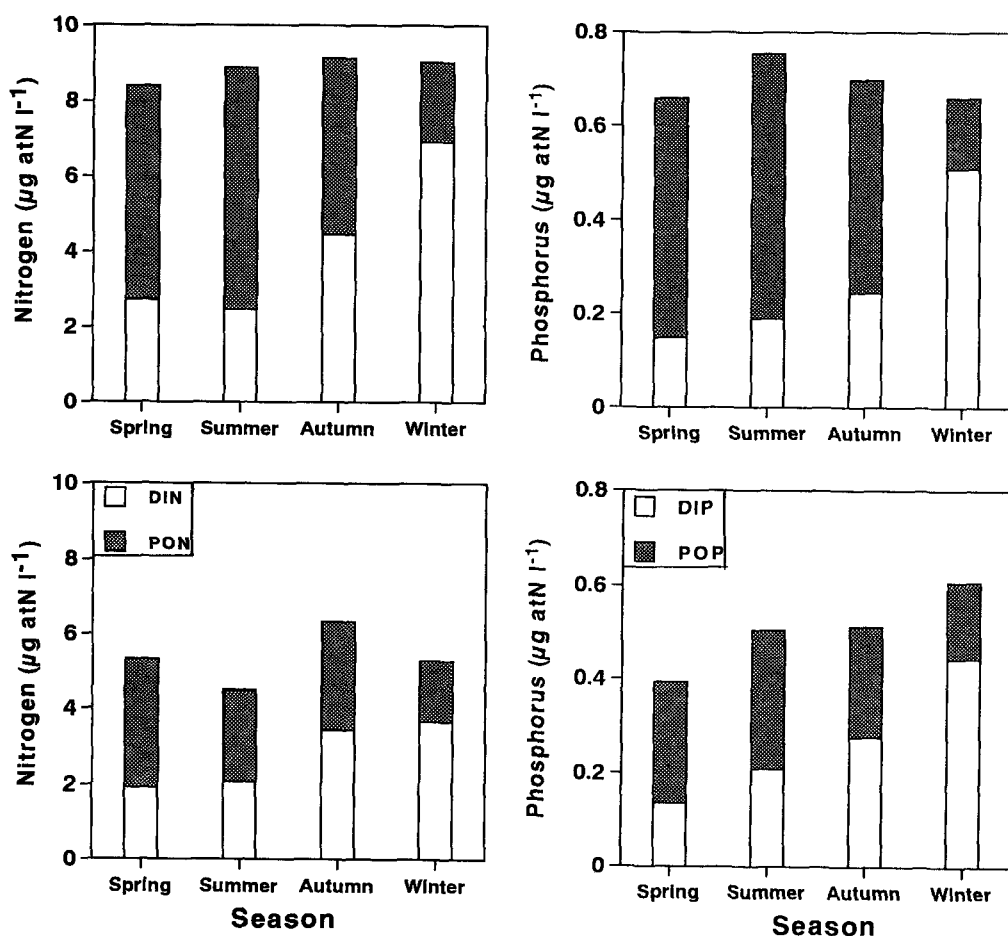 Nitrogen (µg atN l⁻¹)
10
8
6
4
2
0
Spring Summer Autumn Winter
Phosphorus (µg atN l⁻¹)
0.8
0.6
0.4
0.2
0
Spring Summer Autumn Winter
Nitrogen (µg atN l⁻¹)
10
8
6
4
2
0
DIN
PON
Spring Summer Autumn Winter
Season
Phosphorus (µg atN l⁻¹)
0.8
0.6
0.4
0.2
0
DIP
POP
Spring Summer Autumn Winter
Season